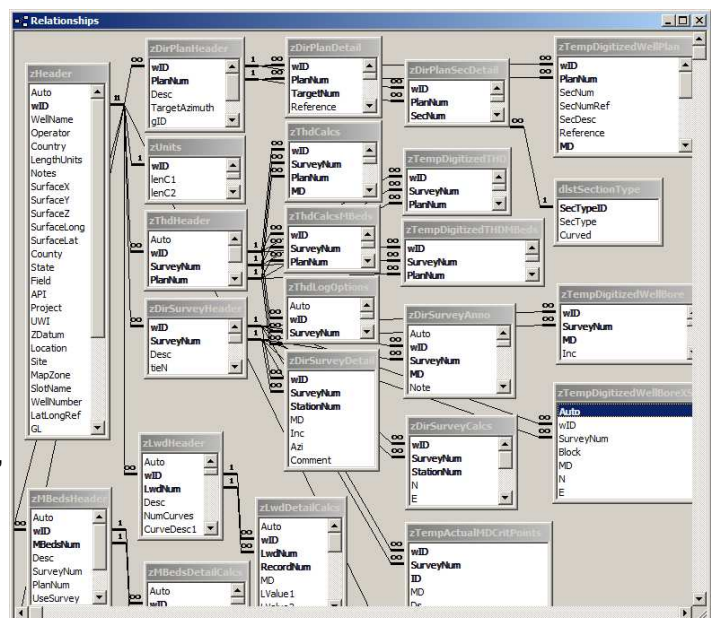 Relationships
zHeader
Auto
wID
WellName
Operator
Country
LengthUnits
Notes
SurfaceX
SurfaceY
SurfaceZ
SurfaceLong
SurfaceLat
County
State
Field
API
Project
UWI
ZDatum
Location
Site
MapZone
SlotName
WellNumber
LatLongRef
GL
zDirPlanHeader
wID
PlanNum
Desc
TargetAzimuth
gID
zDirPlanDetail
wID
PlanNum
TargetNum
Reference
zDirPlanSecDetail
wID
PlanNum
SecNum
zTempDigitizedWellPlan
wID
PlanNum
SecNum
SecNumRef
SecDesc
Reference
MD
zUnits
wID
lenC1
lenC2
zThdCalcs
wID
SurveyNum
PlanNum
MD
zTempDigitizedTHD
wID
SurveyNum
PlanNum
dlstSectionType
SecTypeID
SecType
Curved
zThdHeader
Auto
wID
SurveyNum
PlanNum
zThdCalcsMBeds
wID
SurveyNum
PlanNum
zTempDigitizedTHDMBeds
wID
SurveyNum
PlanNum
zThdLogOptions
Auto
wID
SurveyNum
zDirSurveyHeader
wID
SurveyNum
Desc
tieN
zDirSurveyAnno
Auto
wID
SurveyNum
MD
Note
zTempDigitizedWellBore
wID
SurveyNum
MD
Inc
zDirSurveyDetail
wID
SurveyNum
StationNum
MD
Inc
Azi
Comment
zTempDigitizedWellBoreXS
Auto
wID
SurveyNum
Block
MD
N
E
zDirSurveyCalcs
wID
SurveyNum
StationNum
N
E
zLwdHeader
Auto
wID
LwdNum
Desc
NumCurves
CurveDesc1
zMBedsHeader
Auto
wID
MBedsNum
Desc
SurveyNum
PlanNum
UseSurvey
zLwdDetailCalcs
Auto
wID
LwdNum
RecordNum
MD
LValue1
zTempActualMDCritPoints
wID
SurveyNum
ID
MD
zMBedsDetailCalcs
Auto
wID